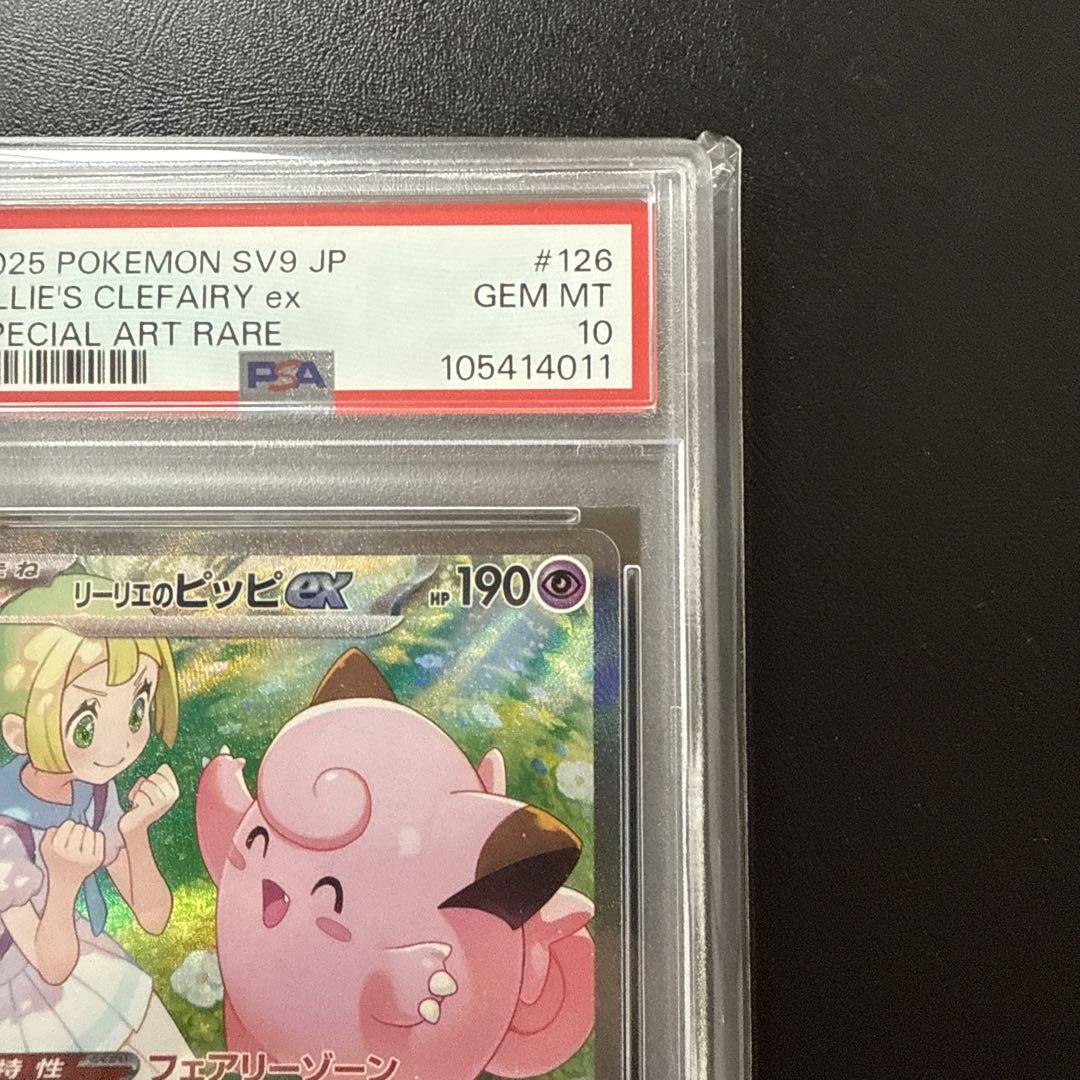 025 POKEMON SV9 JP #126
LLIE'S CLEFAIRY ex GEM MT
PECIAL ART RARE 10
PSA 105414011
リーリエのピッピex HP 190
特性 フェアリーゾーン